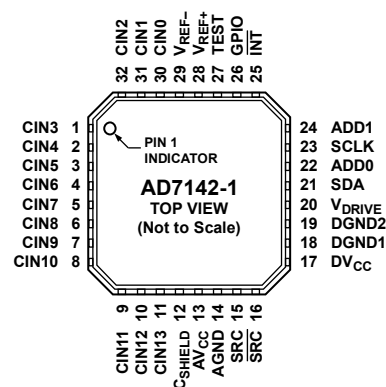 32 CIN2
31 CIN1
30 CIN0
29 VREF–
28 VREF+
27 TEST
26 GPIO
25 INT
CIN3 1
CIN4 2
CIN5 3
CIN6 4
CIN7 5
CIN8 6
CIN9 7
CIN10 8
PIN 1
INDICATOR
AD7142-1
TOP VIEW
(Not to Scale)
24 ADD1
23 SCLK
22 ADD0
21 SDA
20 VDRIVE
19 DGND2
18 DGND1
17 DVCC
CIN11 9
CIN12 10
CIN13 11
CSHIELD 12
AVCC 13
AGND 14
SRC 15
SRC 16